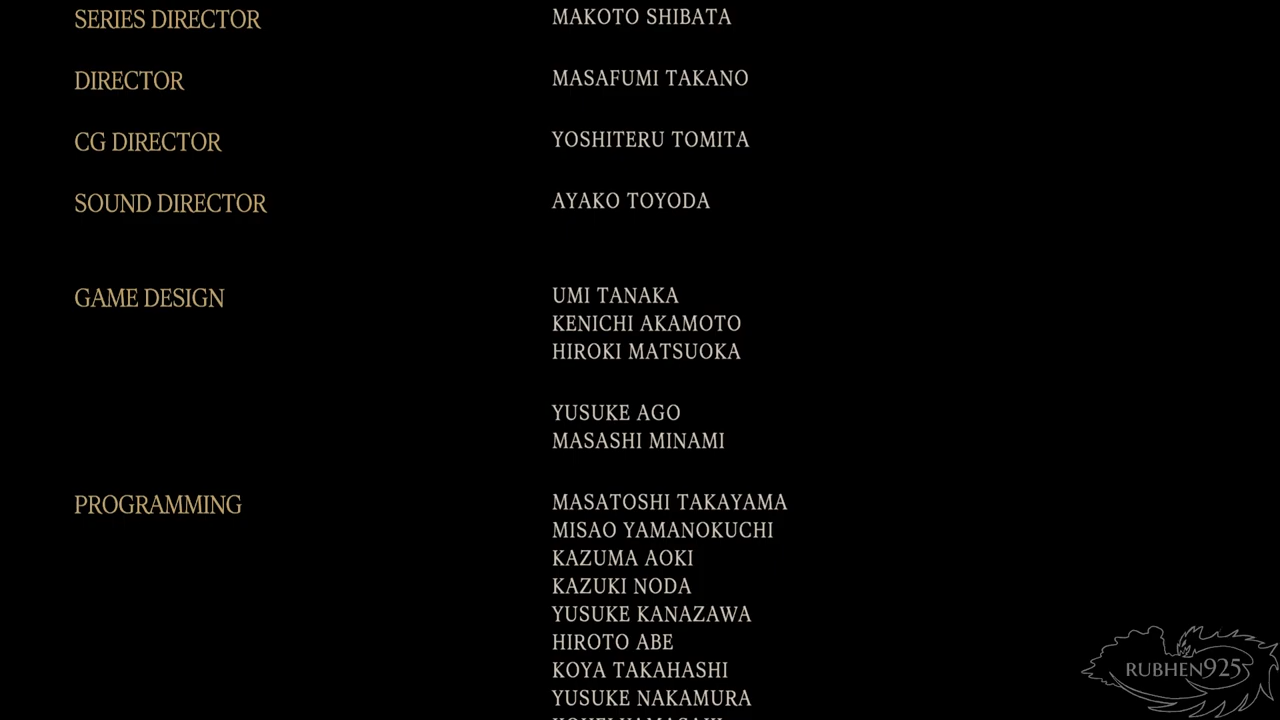 SERIES DIRECTOR MAKOTO SHIBATA
DIRECTOR MASAFUMI TAKANO
CG DIRECTOR YOSHITERU TOMITA
SOUND DIRECTOR AYAKO TOYODA
GAME DESIGN UMI TANAKA
KENICHI AKAMOTO
HIROKI MATSUOKA
YUSUKE AGO
MASASHI MINAMI
PROGRAMMING MASATOSHI TAKAYAMA
MISAO YAMANOKUCHI
KAZUMA AOKI
KAZUKI NODA
YUSUKE KANAZAWA
HIROTO ABE
KOYA TAKAHASHI
YUSUKE NAKAMURA
RUBHEN925